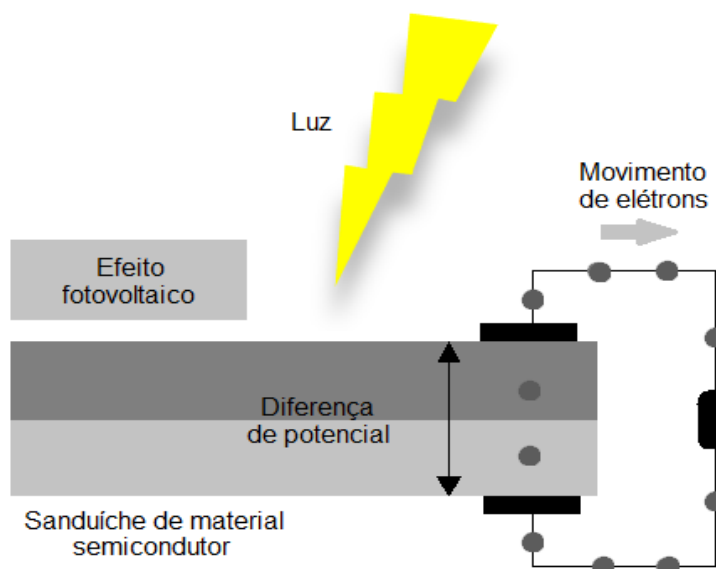 Luz
Movimento
de elétrons
Efeito
fotovoltaico
Diferença
de potencial
Sanduíche de material
semicondutor